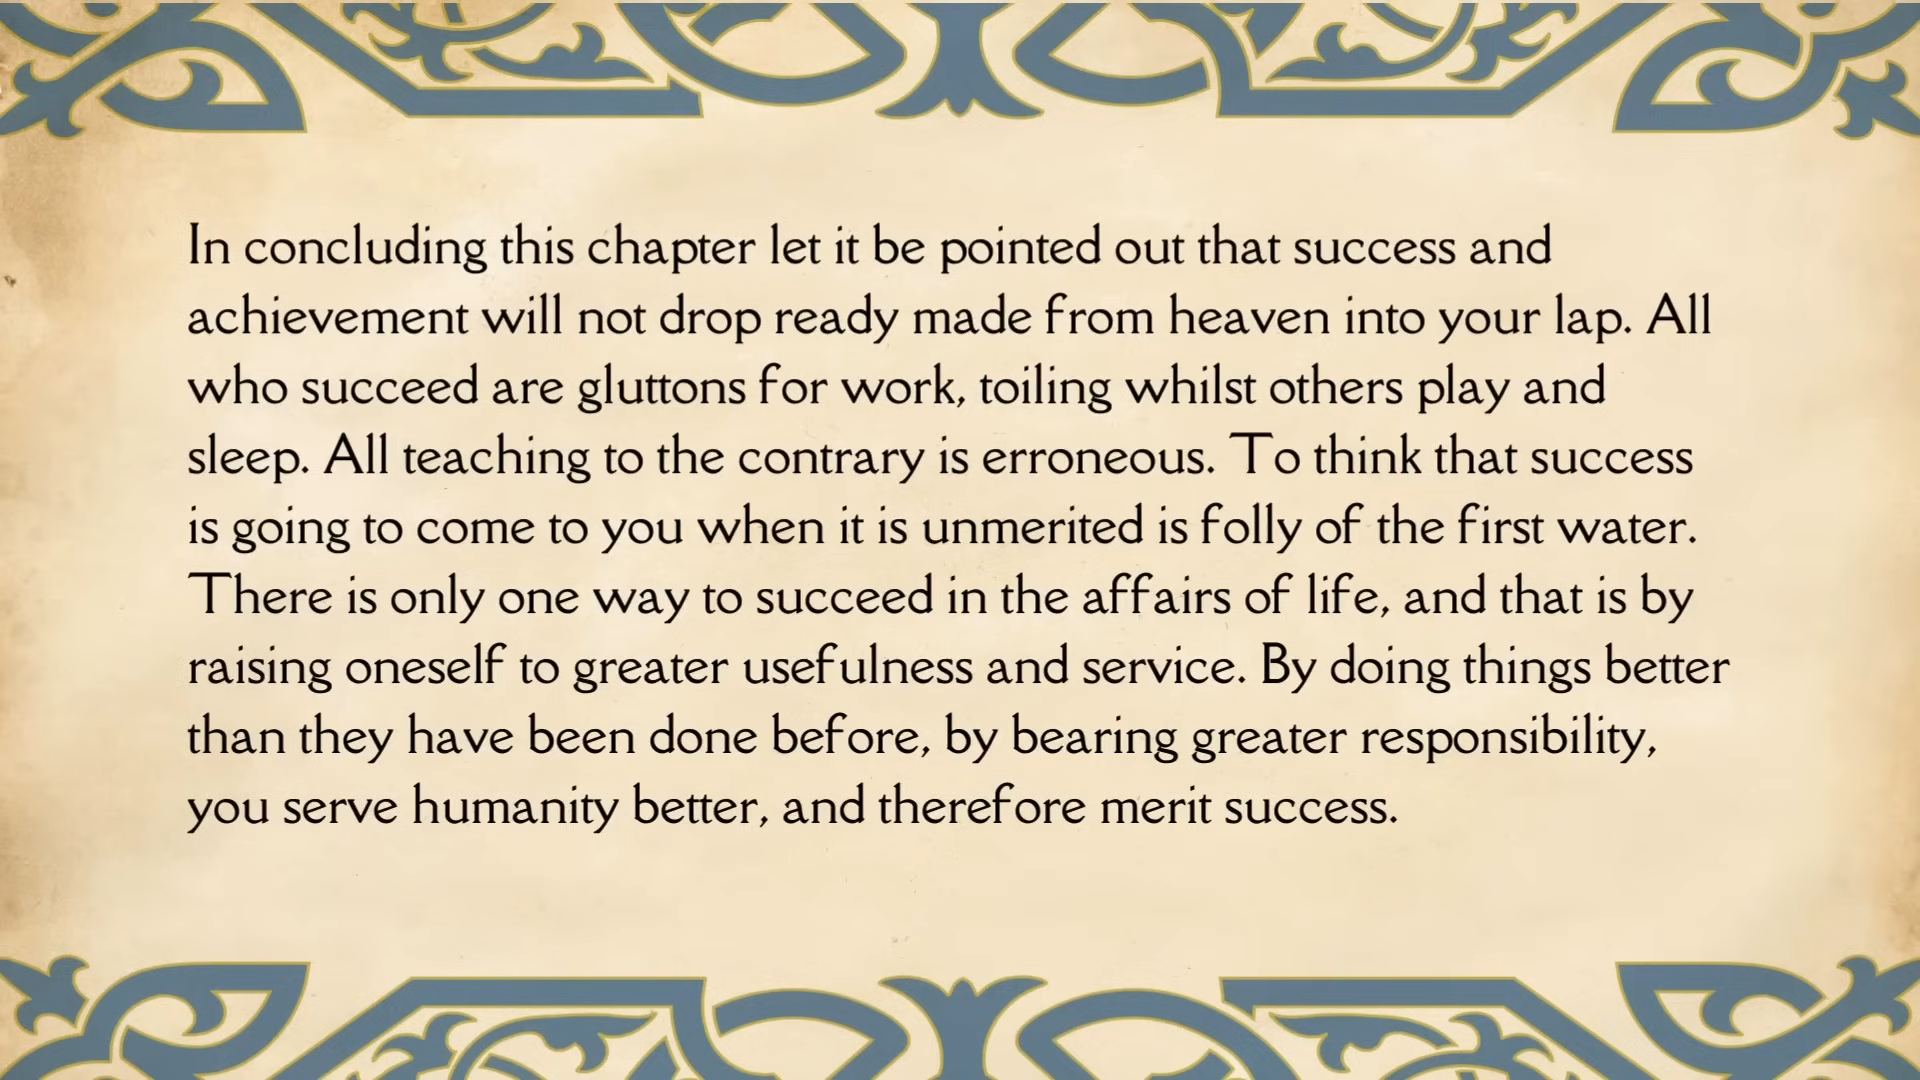 In concluding this chapter let it be pointed out that success and
achievement will not drop ready made from heaven into your lap. All
who succeed are gluttons for work, toiling whilst others play and
sleep. All teaching to the contrary is erroneous. To think that success
is going to come to you when it is unmerited is folly of the first water.
There is only one way to succeed in the affairs of life, and that is by
raising oneself to greater usefulness and service. By doing things better
than they have been done before, by bearing greater responsibility,
you serve humanity better, and therefore merit success.